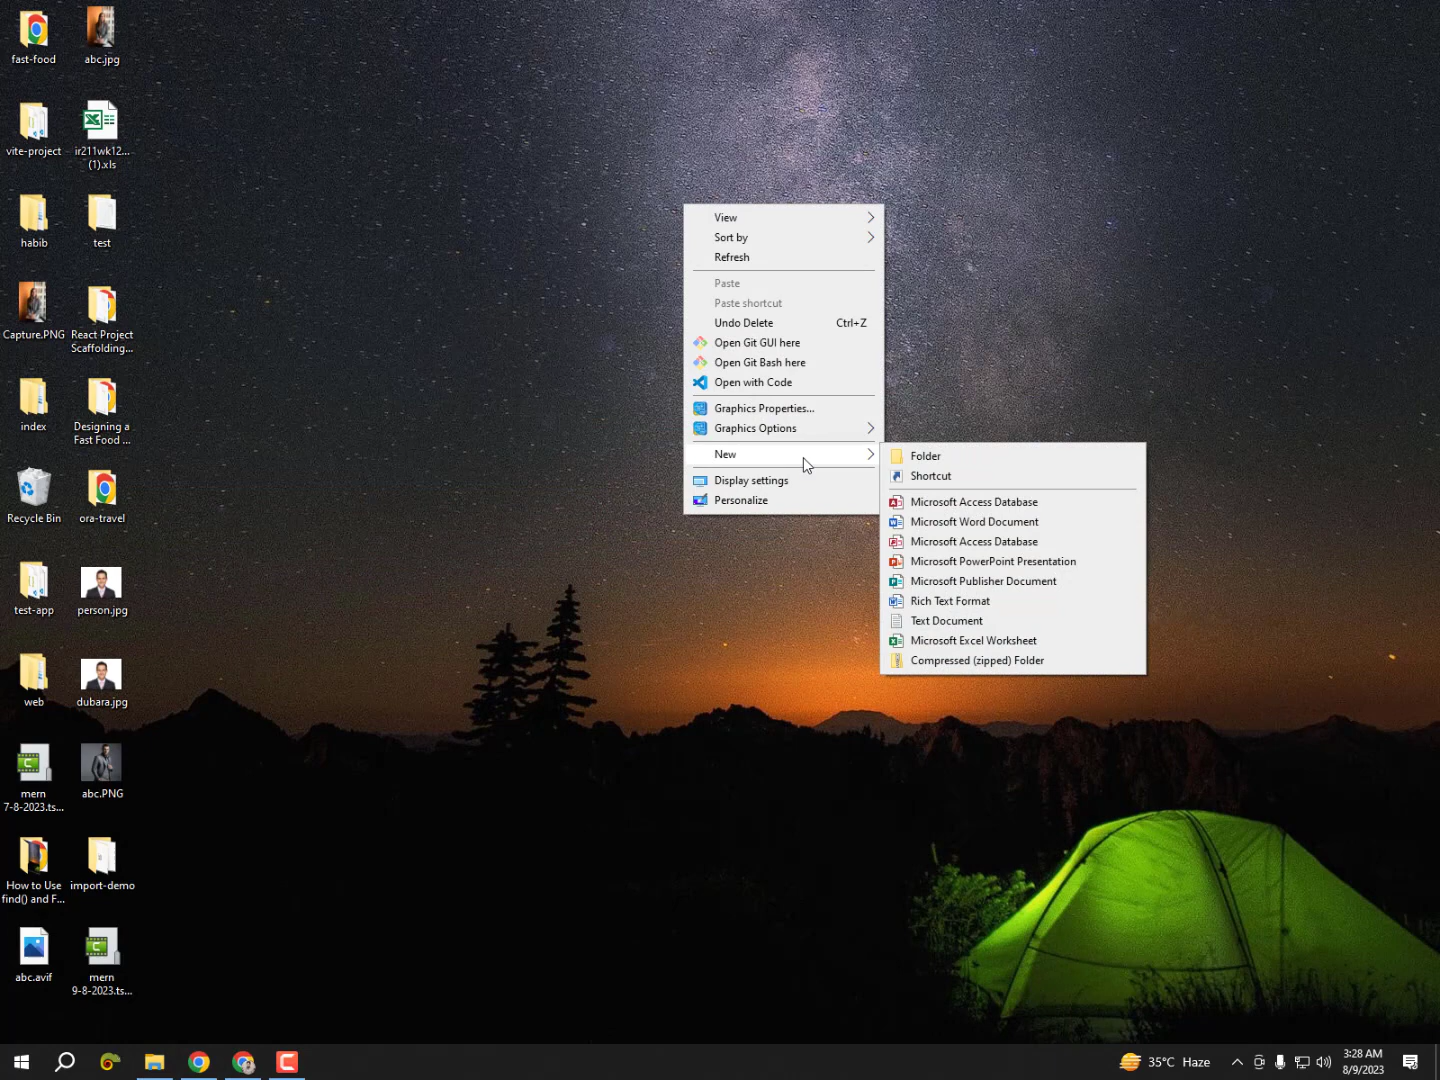 fast-food
abc.jpg
vite-project
ir211wk12...
(1).xls
habib
test
Capture.PNG
React Project
Scaffolding...
index
Designing a
Fast Food ...
Recycle Bin
ora-travel
test-app
person.jpg
web
dubara.jpg
mern
7-8-2023.ts...
abc.PNG
How to Use
find() and F...
import-demo
abc.avif
mern
9-8-2023.ts...
View
Sort by
Refresh
Paste
Paste shortcut
Undo Delete Ctrl+Z
Open Git GUI here
Open Git Bash here
Open with Code
Graphics Properties...
Graphics Options
New
Display settings
Personalize
Folder
Shortcut
Microsoft Access Database
Microsoft Word Document
Microsoft Access Database
Microsoft PowerPoint Presentation
Microsoft Publisher Document
Rich Text Format
Text Document
Microsoft Excel Worksheet
Compressed (zipped) Folder
35°C Haze
3:28 AM
8/9/2023